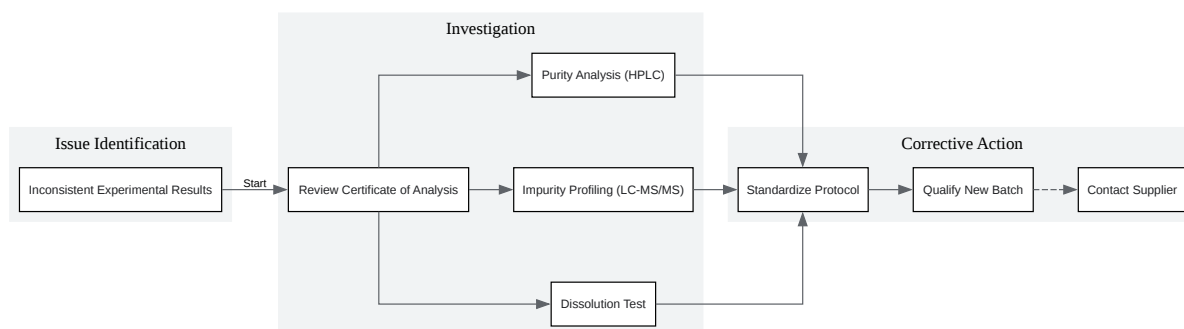 Issue Identification
Inconsistent Experimental Results
Start
Investigation
Review Certificate of Analysis
Purity Analysis (HPLC)
Impurity Profiling (LC-MS/MS)
Dissolution Test
Corrective Action
Standardize Protocol
Qualify New Batch
Contact Supplier